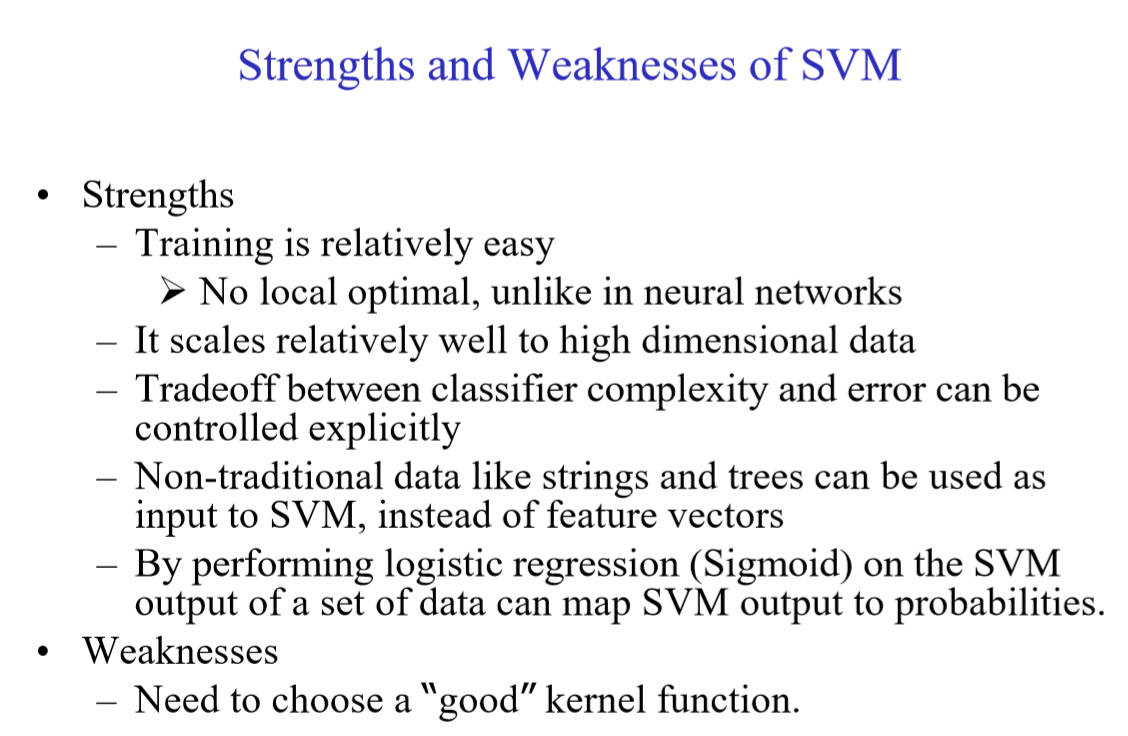 Strengths and Weaknesses of SVM
• Strengths
– Training is relatively easy
➢ No local optimal, unlike in neural networks
– It scales relatively well to high dimensional data
– Tradeoff between classifier complexity and error can be
controlled explicitly
– Non-traditional data like strings and trees can be used as
input to SVM, instead of feature vectors
– By performing logistic regression (Sigmoid) on the SVM
output of a set of data can map SVM output to probabilities.
• Weaknesses
– Need to choose a “good” kernel function.